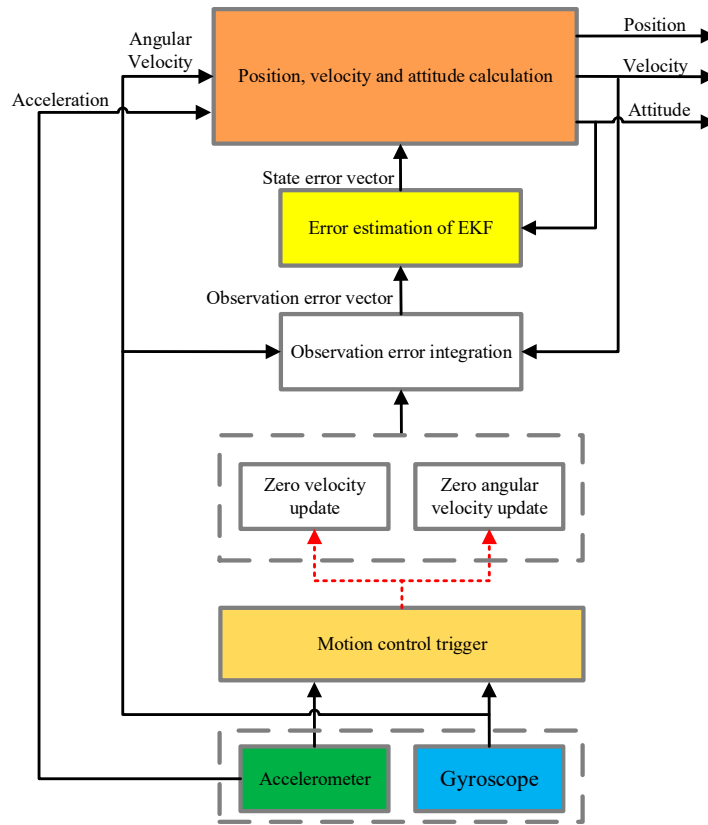 Position
Angular
Velocity
Position, velocity and attitude calculation
Velocity
Acceleration
Attitude
State error vector
Error estimation of EKF
Observation error vector
Observation error integration
Zero velocity
update
Zero angular
velocity update
Motion control trigger
Accelerometer
Gyroscope